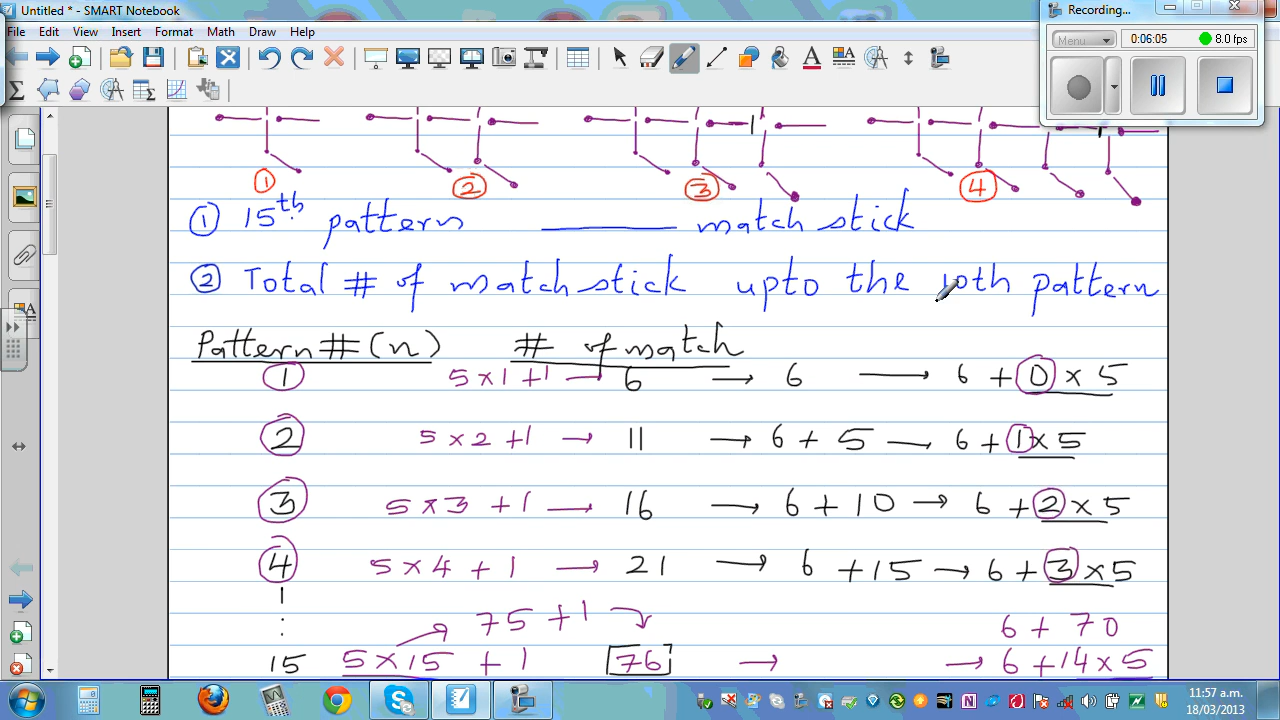 Untitled * - SMART Notebook
Recording...
File Edit View Insert Format Math Draw Help
Menu 0:06:05 8.0 fps
1 2 3 4
① 15th pattern ________ match stick
② Total # of match stick upto the 10th pattern
Pattern # (n) # of match
1 5 x 1 + 1 → 6 → 6 → 6 + 0 x 5
2 5 x 2 + 1 → 11 → 6 + 5 → 6 + 1 x 5
3 5 x 3 + 1 → 16 → 6 + 10 → 6 + 2 x 5
4 5 x 4 + 1 → 21 → 6 + 15 → 6 + 3 x 5
75 + 1 6 + 70
15 5 x 15 + 1 76 → → 6 + 14 x 5
11:57 a.m.
18/03/2013